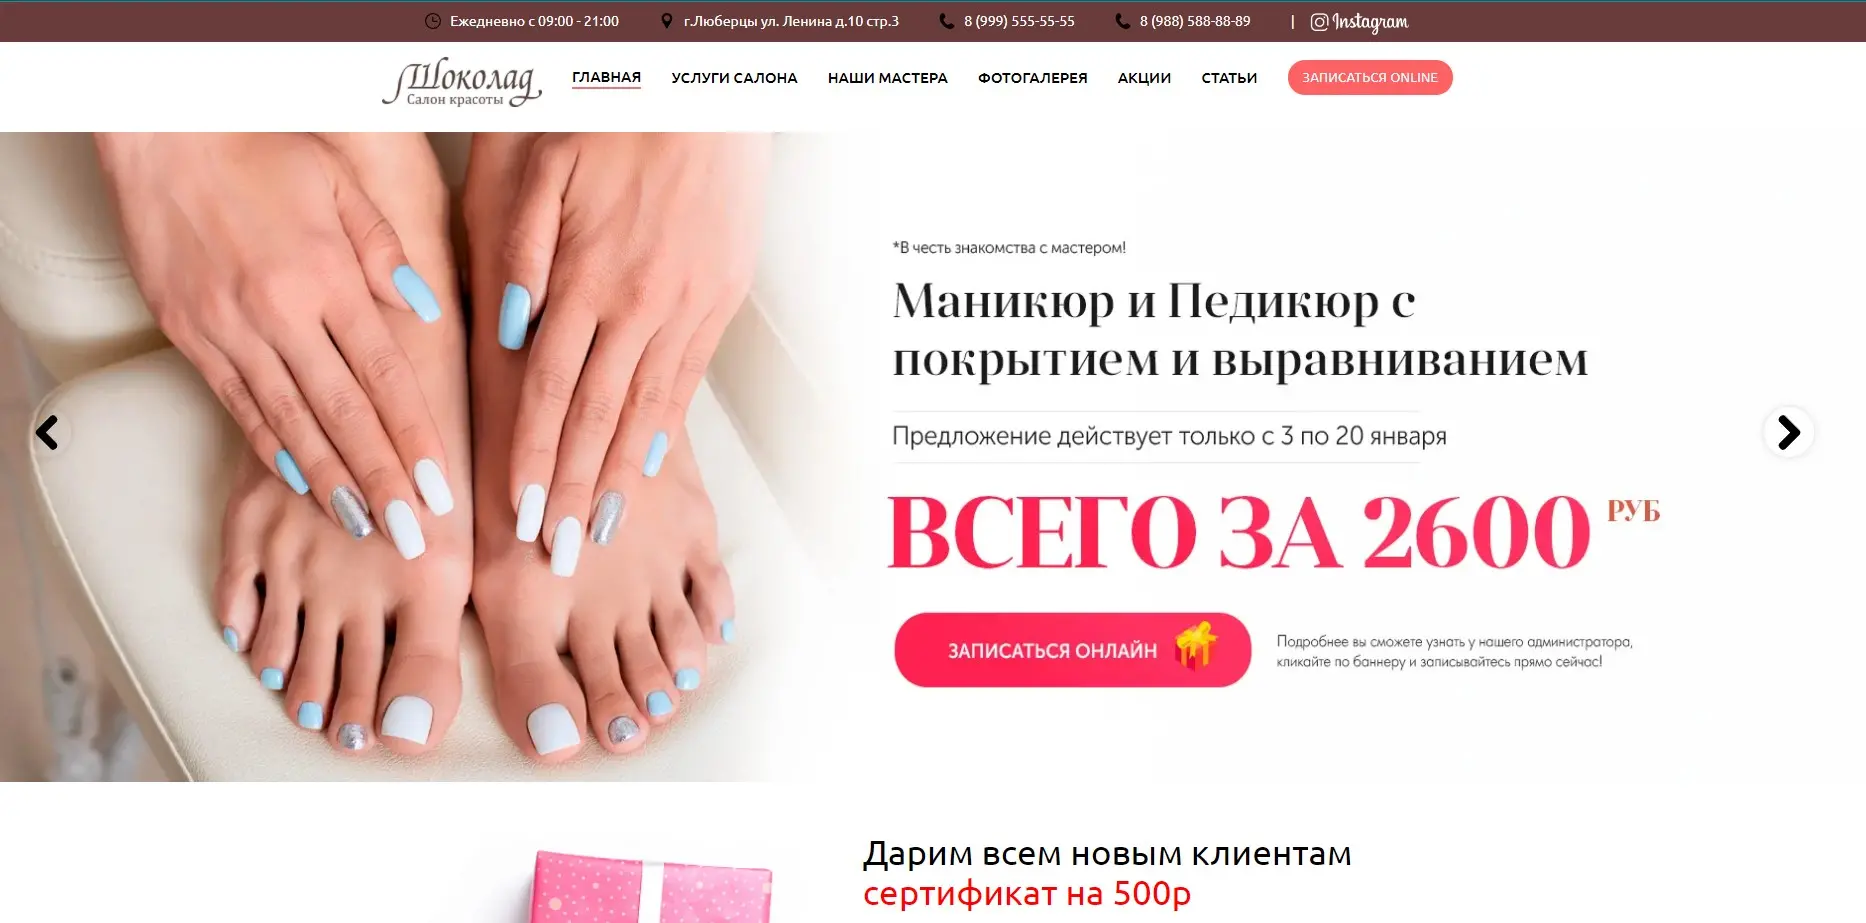 Ежедневно с 09:00 - 21:00
г.Люберцы ул. Ленина д.10 стр.3
8 (999) 555-55-55
8 (988) 588-88-89
|
Instagram
Шоколад
Салон красоты
ГЛАВНАЯ
УСЛУГИ САЛОНА
НАШИ МАСТЕРА
ФОТОГАЛЕРЕЯ
АКЦИИ
СТАТЬИ
ЗАПИСАТЬСЯ ONLINE
*В честь знакомства с мастером!
Маникюр и Педикюр с
покрытием и выравниванием
Предложение действует только с 3 по 20 января
ВСЕГО ЗА 2600 РУБ
ЗАПИСАТЬСЯ ОНЛАЙН
Подробнее вы сможете узнать у нашего администратора,
кликайте по баннеру и записывайтесь прямо сейчас!
Дарим всем новым клиентам
сертификат на 500р